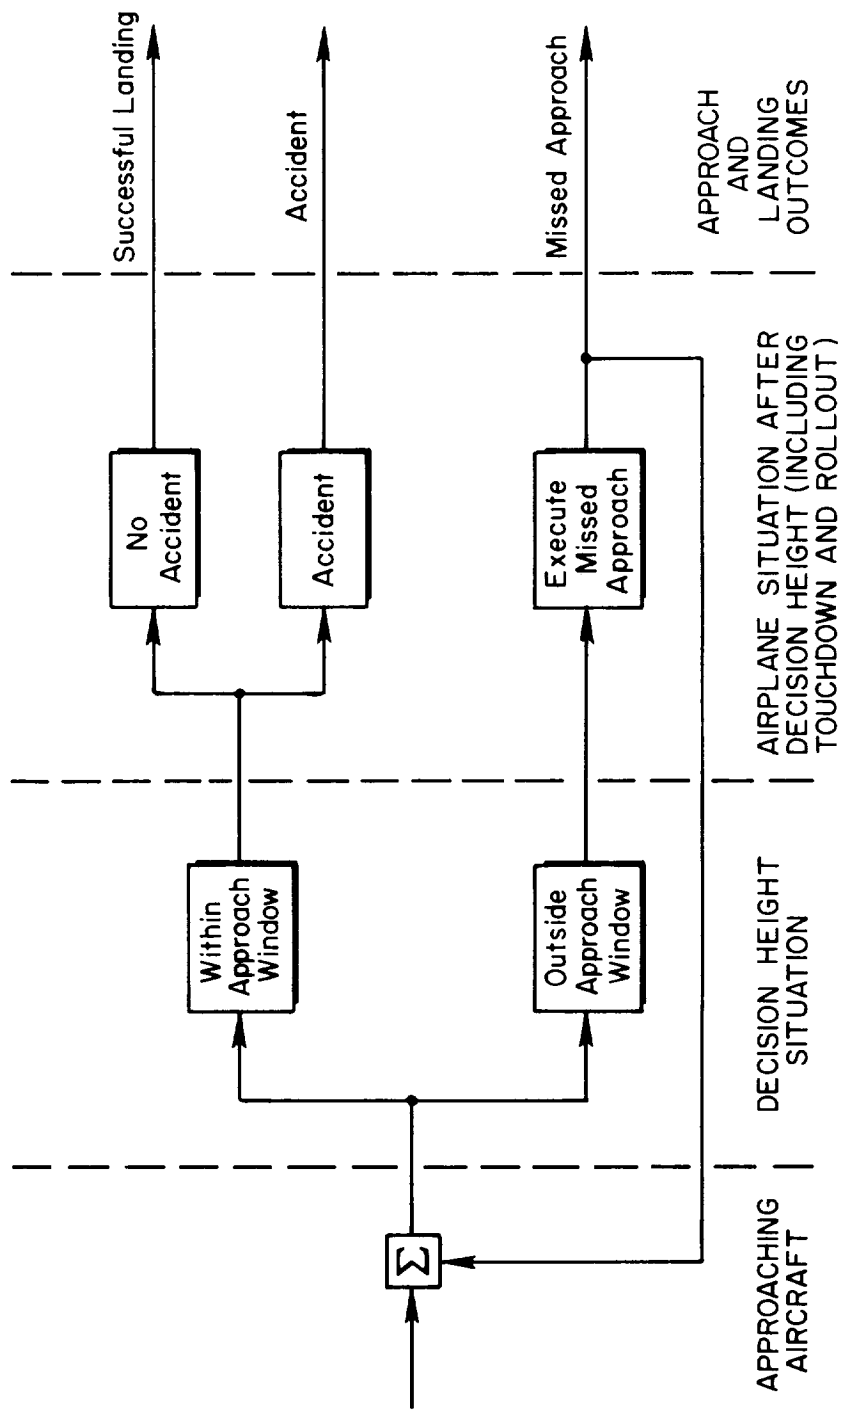 Successful Landing
Accident
Missed Approach
No
Accident
Accident
Execute
Missed
Approach
Within
Approach
Window
Outside
Approach
Window
Σ
APPROACHING
AIRCRAFT
DECISION HEIGHT
SITUATION
AIRPLANE SITUATION AFTER
DECISION HEIGHT (INCLUDING
TOUCHDOWN AND ROLLOUT)
APPROACH
AND
LANDING
OUTCOMES